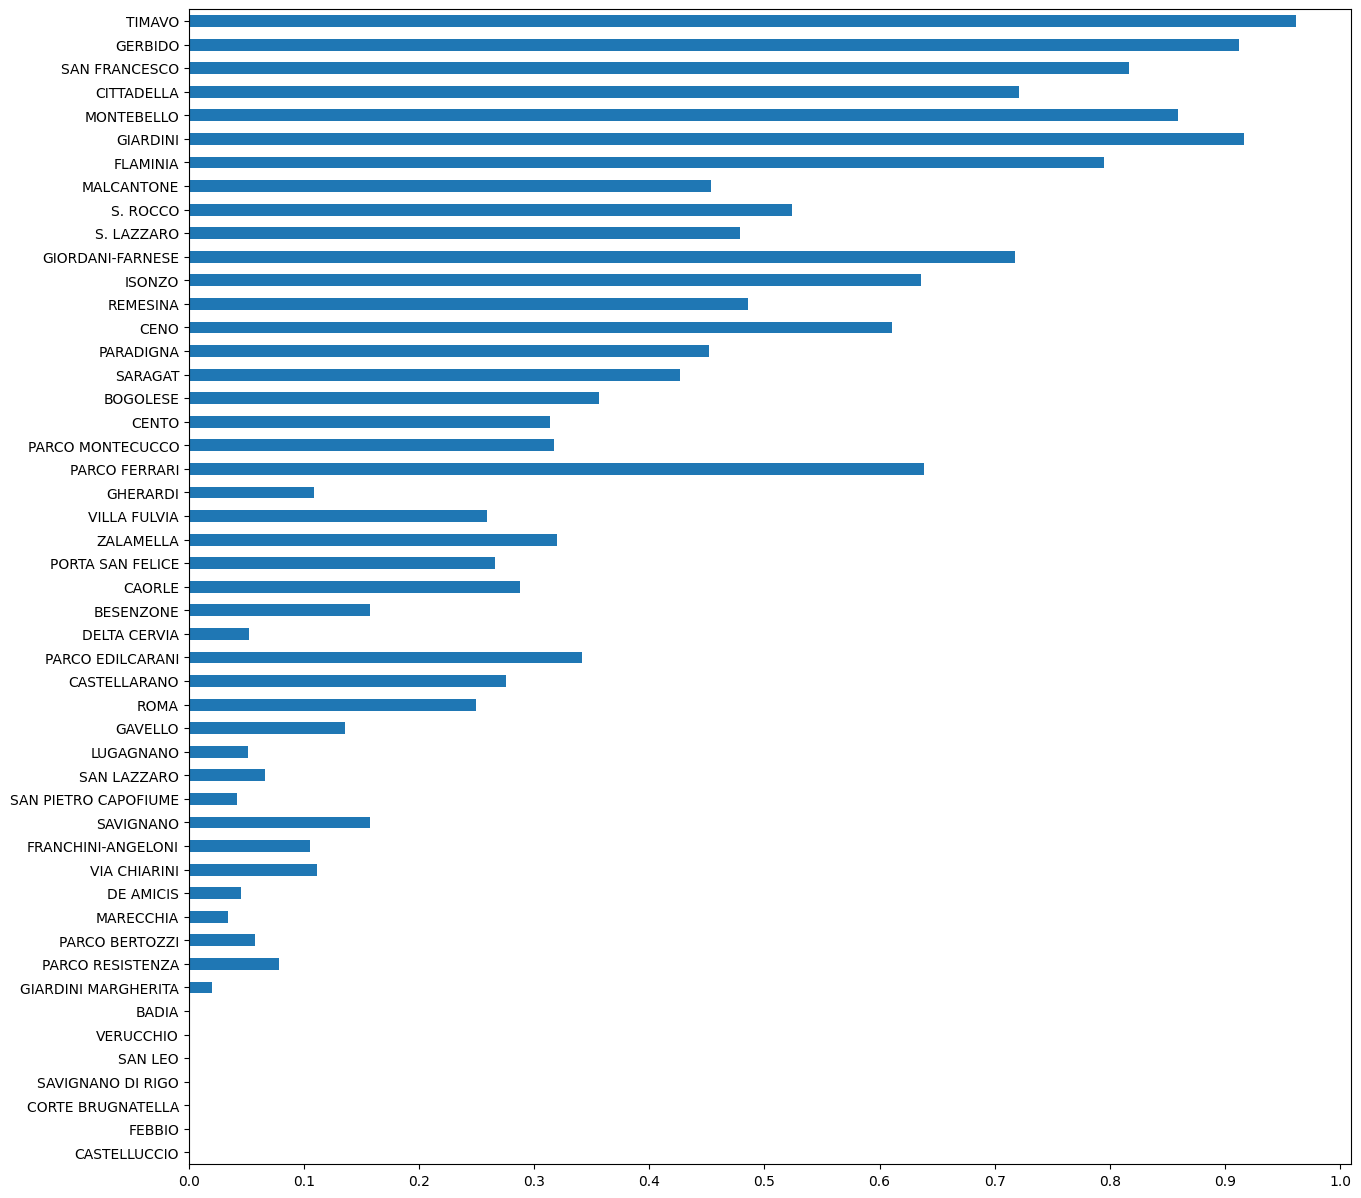 TIMAVO
GERBIDO
SAN FRANCESCO
CITTADELLA
MONTEBELLO
GIARDINI
FLAMINIA
MALCANTONE
S. ROCCO
S. LAZZARO
GIORDANI-FARNESE
ISONZO
REMESINA
CENO
PARADIGNA
SARAGAT
BOGOLESE
CENTO
PARCO MONTECUCCO
PARCO FERRARI
GHERARDI
VILLA FULVIA
ZALAMELLA
PORTA SAN FELICE
CAORLE
BESENZONE
DELTA CERVIA
PARCO EDILCARANI
CASTELLARANO
ROMA
GAVELLO
LUGAGNANO
SAN LAZZARO
SAN PIETRO CAPOFIUME
SAVIGNANO
FRANCHINI-ANGELONI
VIA CHIARINI
DE AMICIS
MARECCHIA
PARCO BERTOZZI
PARCO RESISTENZA
GIARDINI MARGHERITA
BADIA
VERUCCHIO
SAN LEO
SAVIGNANO DI RIGO
CORTE BRUGNATELLA
FEBBIO
CASTELLUCCIO
0.0 0.1 0.2 0.3 0.4 0.5 0.6 0.7 0.8 0.9 1.0